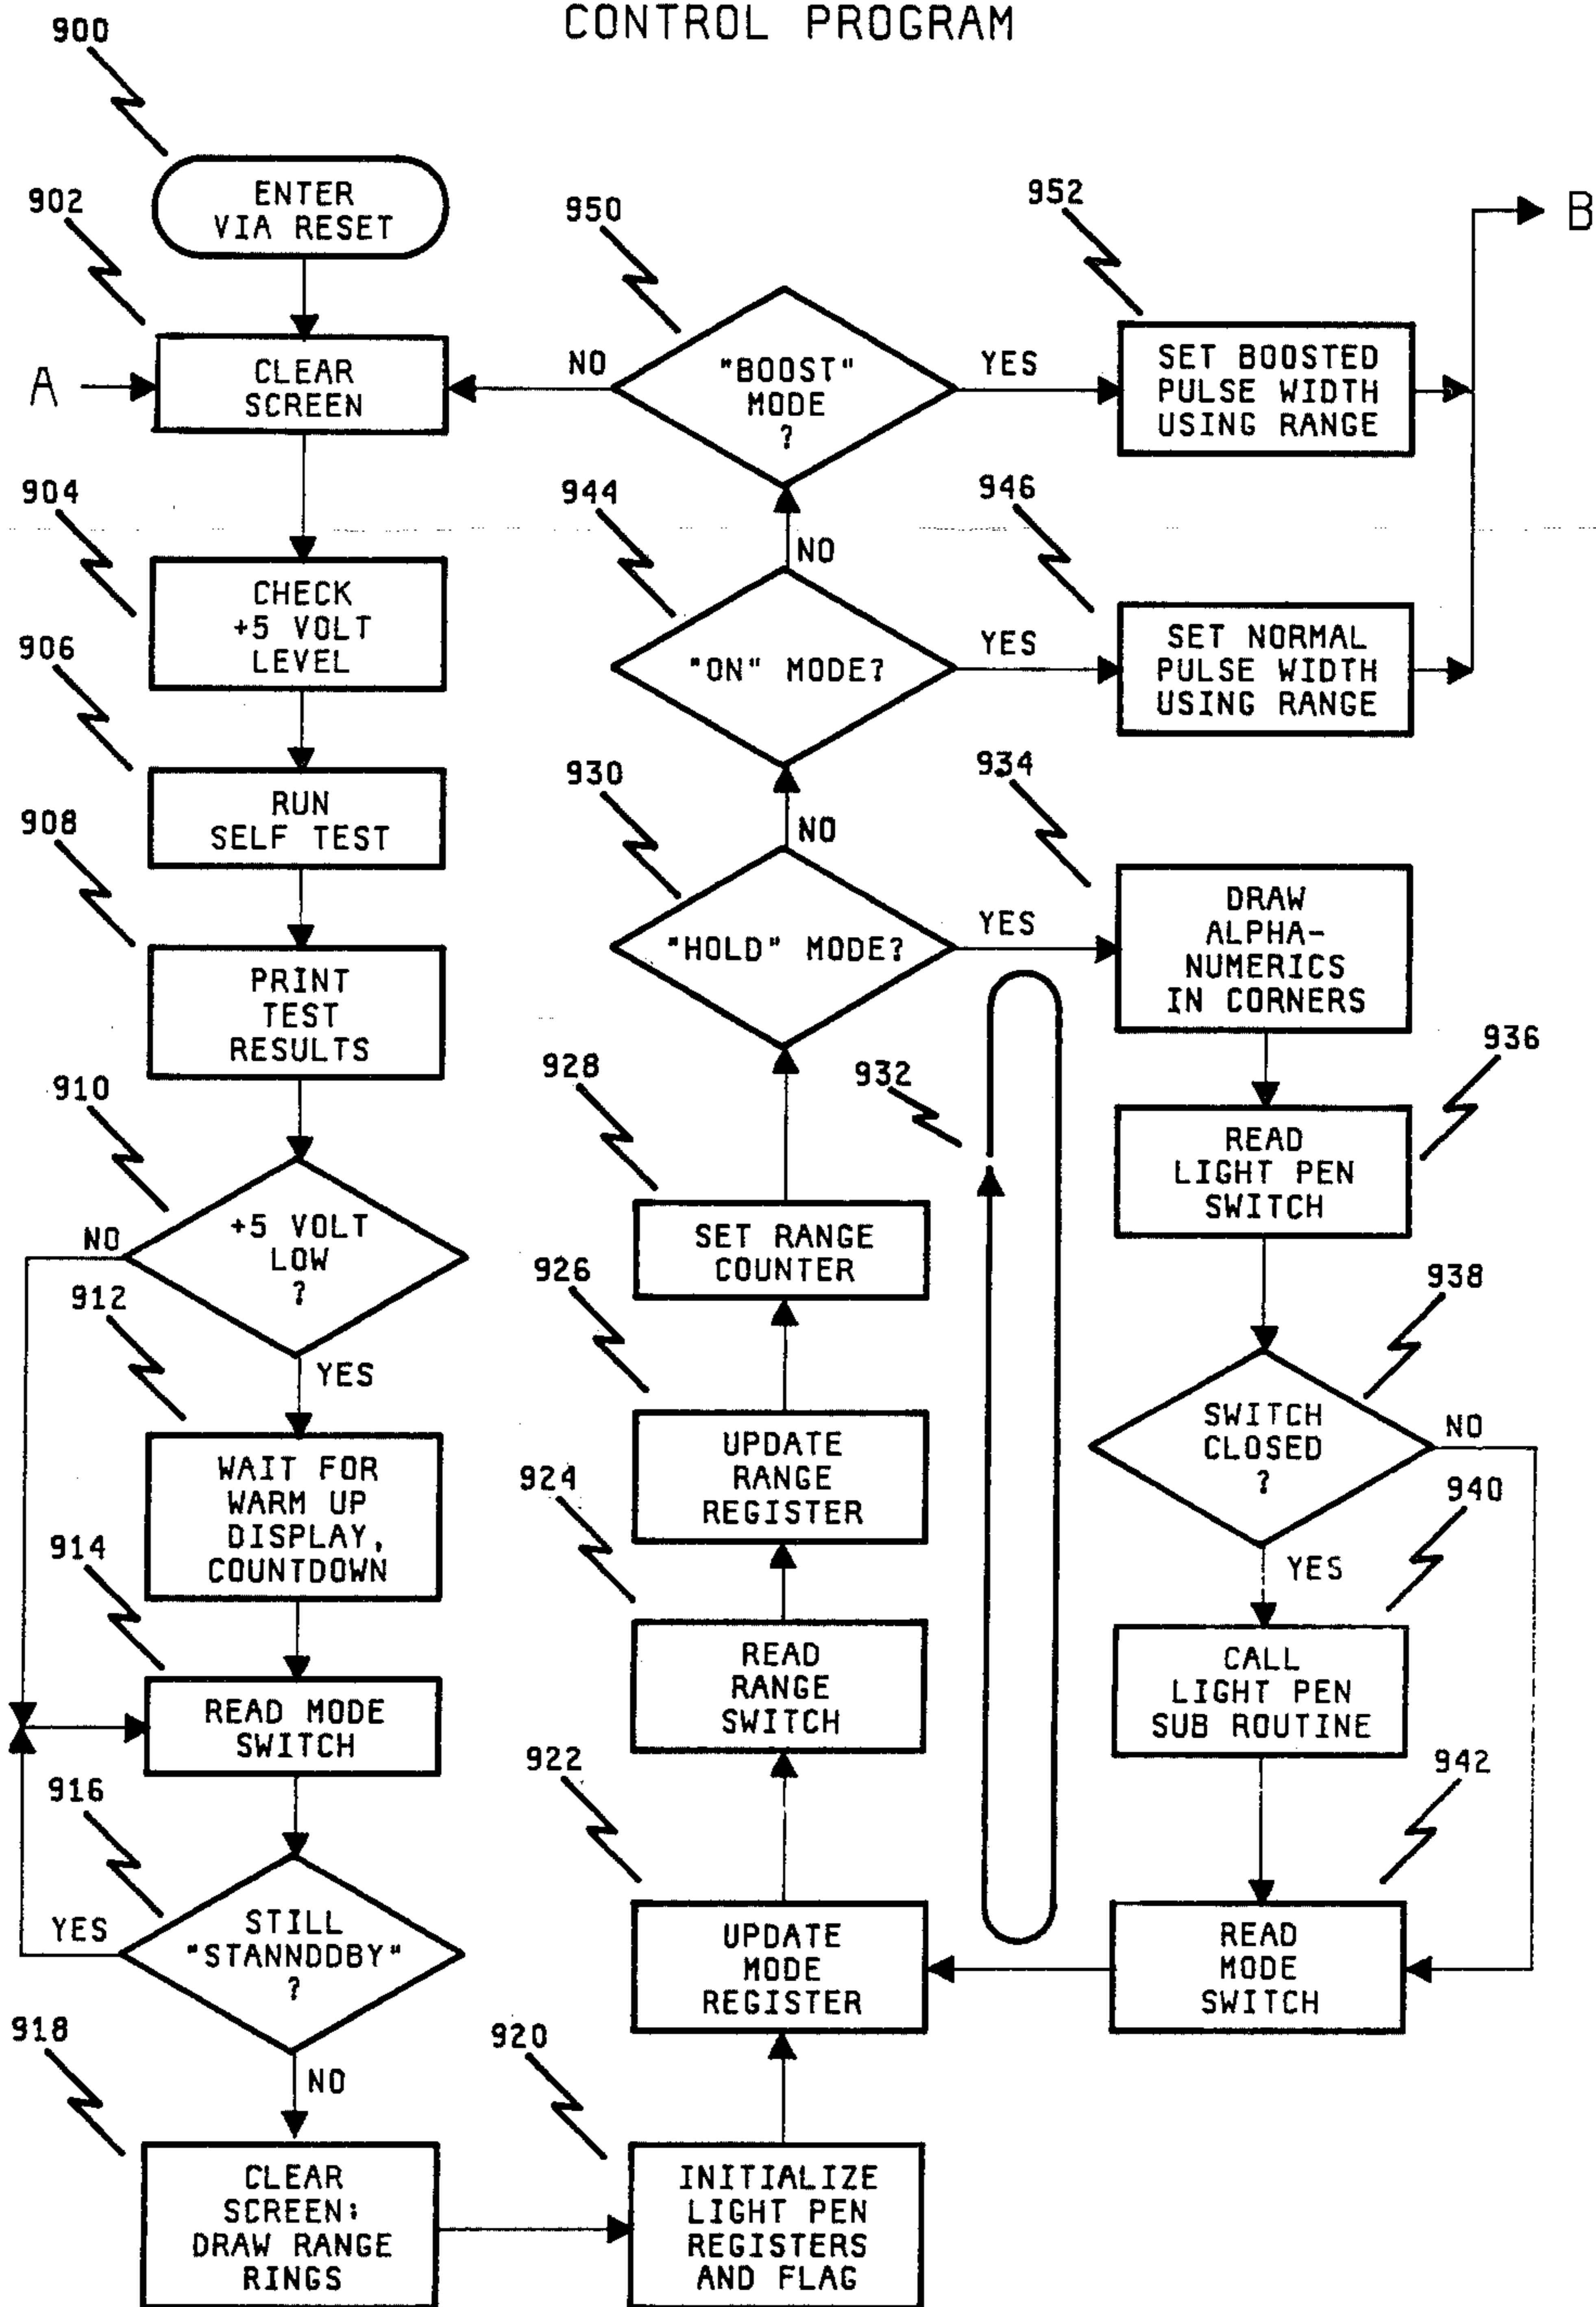 CONTROL PROGRAM
900
ENTER
VIA RESET
902
A
CLEAR
SCREEN
904
CHECK
+5 VOLT
LEVEL
906
RUN
SELF TEST
908
PRINT
TEST
RESULTS
910
+5 VOLT
LOW
?
NO
YES
912
WAIT FOR
WARM UP
DISPLAY,
COUNTDOWN
914
READ MODE
SWITCH
916
STILL
"STANNDDBY"
?
YES
NO
918
CLEAR
SCREEN;
DRAW RANGE
RINGS
920
INITIALIZE
LIGHT PEN
REGISTERS
AND FLAG
922
UPDATE
MODE
REGISTER
924
READ
RANGE
SWITCH
926
UPDATE
RANGE
REGISTER
928
SET RANGE
COUNTER
930
"HOLD" MODE?
YES
NO
932
934
DRAW
ALPHA-
NUMERICS
IN CORNERS
936
READ
LIGHT PEN
SWITCH
938
SWITCH
CLOSED
?
NO
YES
940
CALL
LIGHT PEN
SUB ROUTINE
942
READ
MODE
SWITCH
944
"ON" MODE?
YES
NO
946
SET NORMAL
PULSE WIDTH
USING RANGE
950
"BOOST"
MODE
?
NO
YES
952
SET BOOSTED
PULSE WIDTH
USING RANGE
B